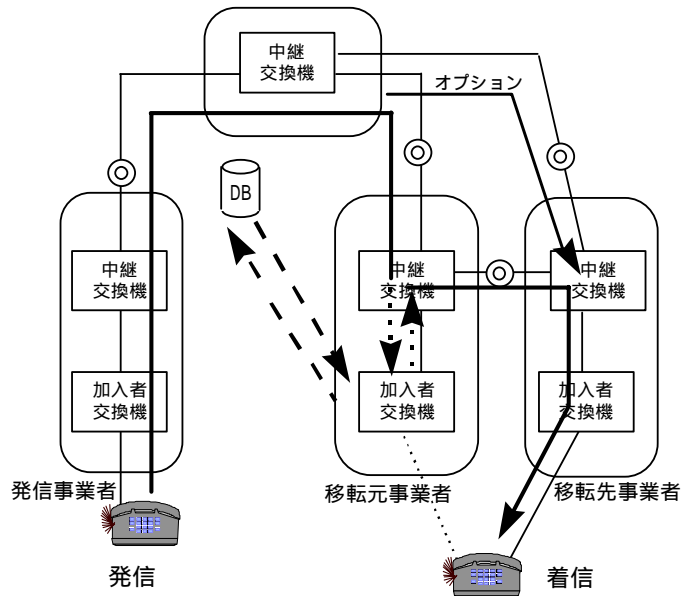 中継
交換機
オプション
DB
中継
交換機
中継
交換機
中継
交換機
加入者
交換機
加入者
交換機
加入者
交換機
発信事業者
移転元事業者
移転先事業者
発信
着信